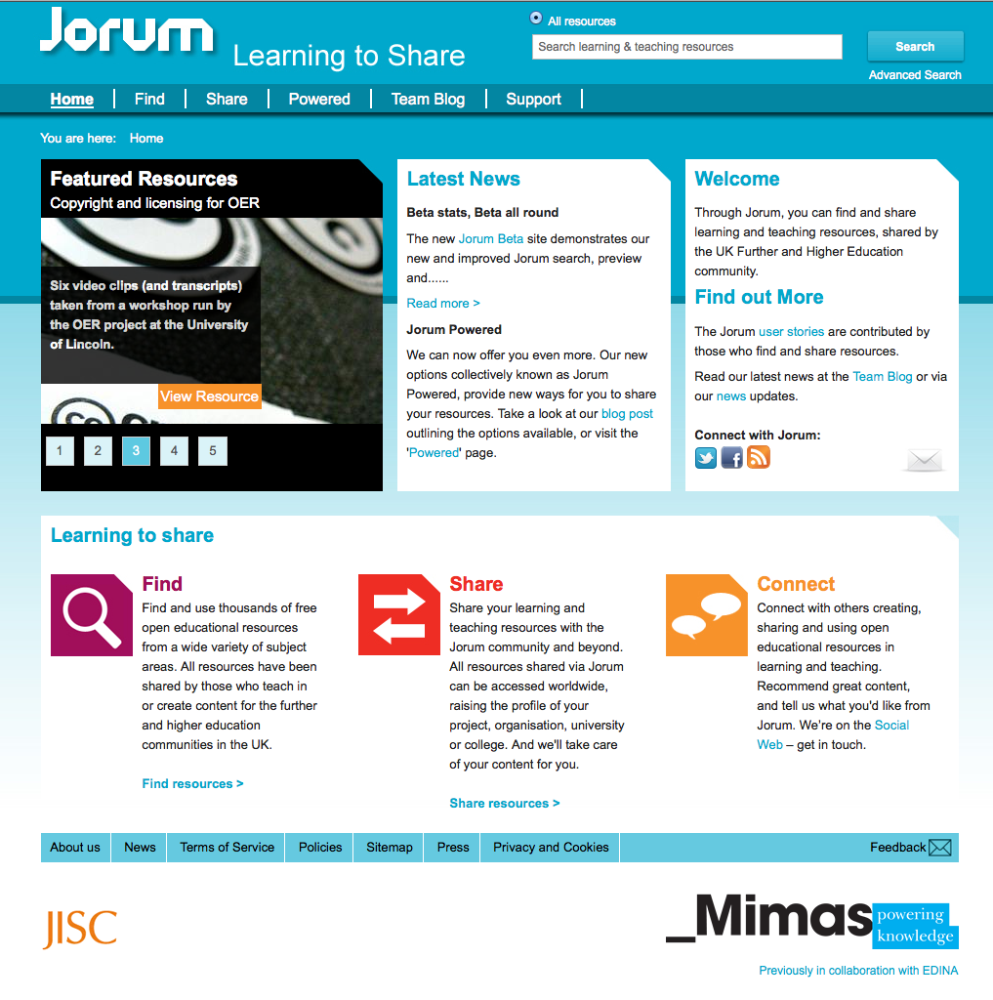 Jorum
Learning to Share
All resources
Search learning & teaching resources
Search
Advanced Search
Home
Find
Share
Powered
Team Blog
Support
You are here: Home
Featured Resources
Copyright and licensing for OER
Six video clips (and transcripts)
taken from a workshop run by
the OER project at the University
of Lincoln.
View Resource
1 2 3 4 5
Latest News
Beta stats, Beta all round
The new Jorum Beta site demonstrates our
new and improved Jorum search, preview
and......
Read more >
Jorum Powered
We can now offer you even more. Our new
options collectively known as Jorum
Powered, provide new ways for you to share
your resources. Take a look at our blog post
outlining the options available, or visit the
'Powered' page.
Welcome
Through Jorum, you can find and share
learning and teaching resources, shared by
the UK Further and Higher Education
community.
Find out More
The Jorum user stories are contributed by
those who find and share resources.
Read our latest news at the Team Blog or via
our news updates.
Connect with Jorum:
Learning to share
Find
Find and use thousands of free
open educational resources
from a wide variety of subject
areas. All resources have been
shared by those who teach in
or create content for the further
and higher education
communities in the UK.
Find resources >
Share
Share your learning and
teaching resources with the
Jorum community and beyond.
All resources shared via Jorum
can be accessed worldwide,
raising the profile of your
project, organisation, university
or college. And we'll take care
of your content for you.
Share resources >
Connect
Connect with others creating,
sharing and using open
educational resources in
learning and teaching.
Recommend great content,
and tell us what you'd like from
Jorum. We're on the Social
Web – get in touch.
About us
News
Terms of Service
Policies
Sitemap
Press
Privacy and Cookies
Feedback
JISC
_Mimas
powering
knowledge
Previously in collaboration with EDINA